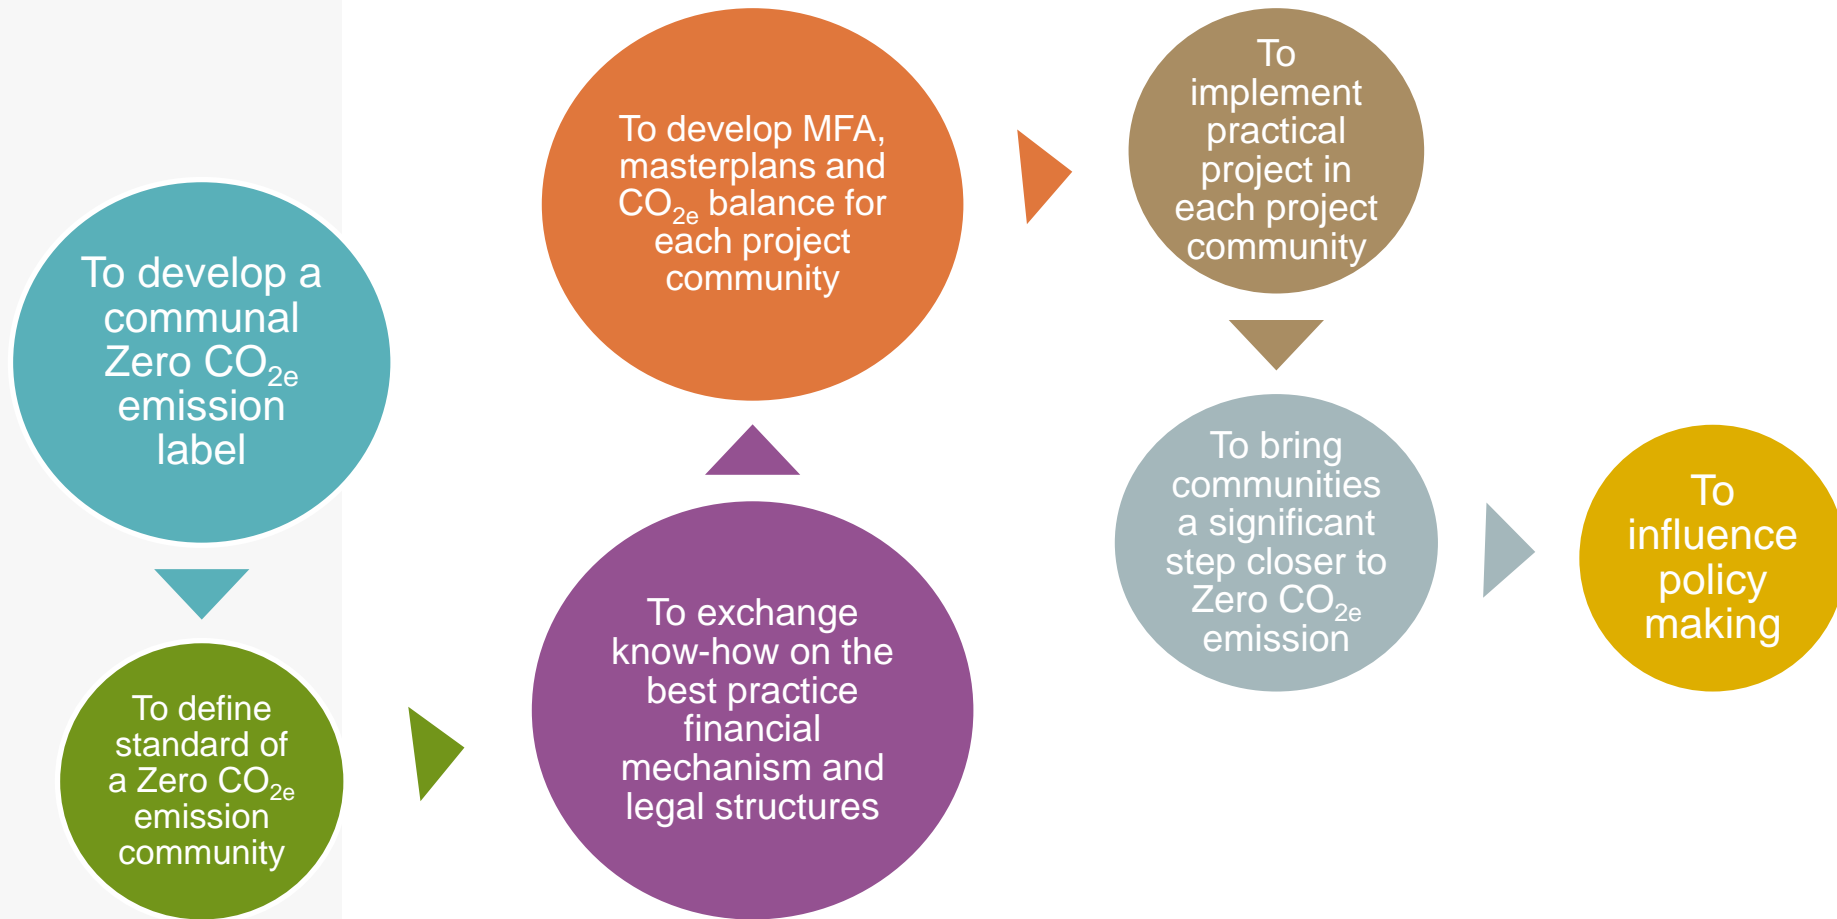 To develop a
communal
Zero CO₂ₑ
emission
label
To define
standard of
a Zero CO₂ₑ
emission
community
To exchange
know-how on the
best practice
financial
mechanism and
legal structures
To develop MFA,
masterplans and
CO₂ₑ balance for
each project
community
To
implement
practical
project in
each project
community
To bring
communities
a significant
step closer to
Zero CO₂ₑ
emission
To
influence
policy
making